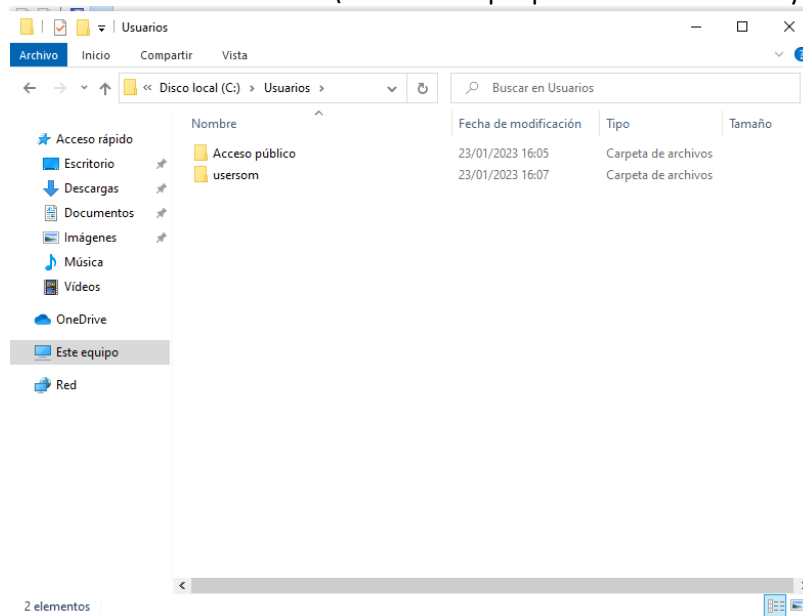 Usuarios
Archivo Inicio Compartir Vista
« Disco local (C:) › Usuarios › Buscar en Usuarios
Nombre Fecha de modificación Tipo Tamaño
Acceso rápido
Escritorio
Descargas
Documentos
Imágenes
Música
Vídeos
OneDrive
Este equipo
Red
Acceso público 23/01/2023 16:05 Carpeta de archivos
usersom 23/01/2023 16:07 Carpeta de archivos
2 elementos